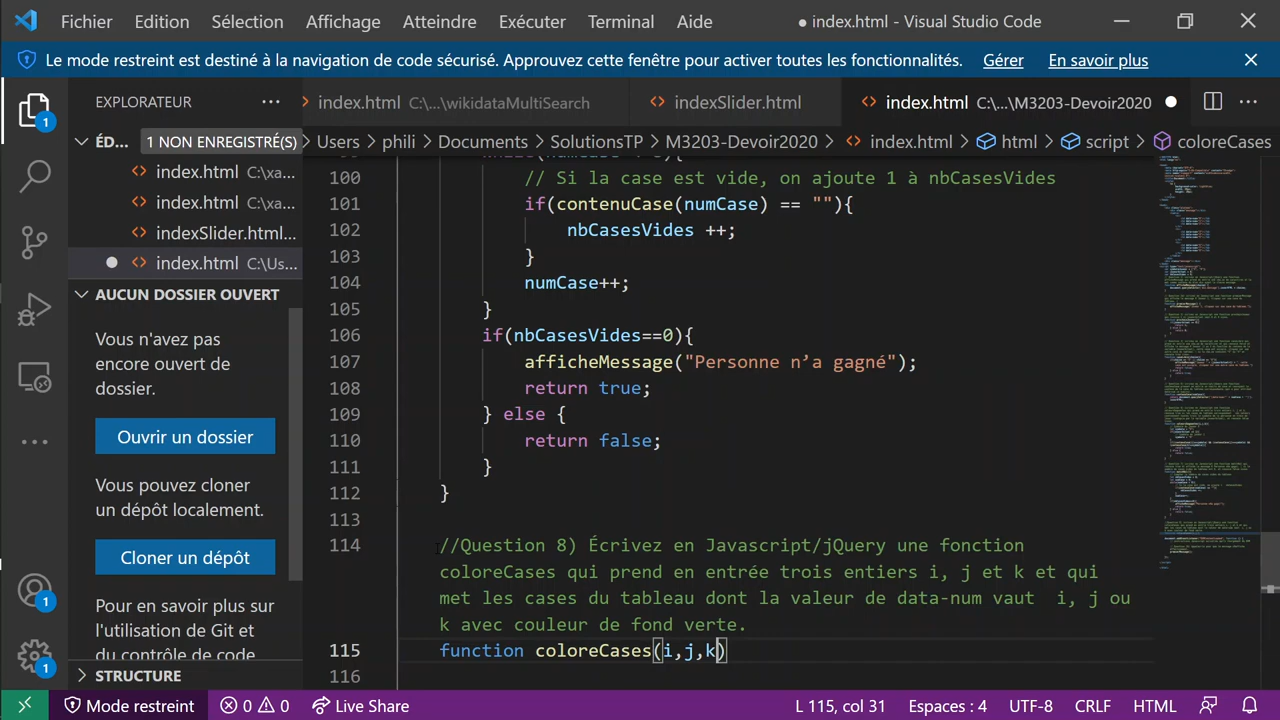 Fichier Edition Sélection Affichage Atteindre Exécuter Terminal Aide ● index.html - Visual Studio Code
Le mode restreint est destiné à la navigation de code sécurisé. Approuvez cette fenêtre pour activer toutes les fonctionnalités. Gérer En savoir plus
EXPLORATEUR
index.html C:\...\wikidataMultiSearch indexSlider.html index.html C:\...\M3203-Devoir2020
ÉD... 1 NON ENREGISTRÉ(S)
Users > phili > Documents > SolutionsTP > M3203-Devoir2020 > index.html > html > script > coloreCases
index.html C:\xa...
index.html C:\xa...
indexSlider.html...
index.html C:\Us...
AUCUN DOSSIER OUVERT
Vous n'avez pas
encore ouvert de
dossier.
Ouvrir un dossier
Vous pouvez cloner
un dépôt localement.
Cloner un dépôt
Pour en savoir plus sur
l'utilisation de Git et
du contrôle de code
STRUCTURE
100 // Si la case est vide, on ajoute 1 à nbCasesVides
101 if(contenuCase(numCase) == ""){
102 nbCasesVides ++;
103 }
104 numCase++;
105 }
106 if(nbCasesVides==0){
107 afficheMessage("Personne n’a gagné");
108 return true;
109 } else {
110 return false;
111 }
112 }
113
114 //Question 8) Écrivez en Javascript/jQuery une fonction
coloreCases qui prend en entrée trois entiers i, j et k et qui
met les cases du tableau dont la valeur de data-num vaut  i, j ou
k avec couleur de fond verte.
115 function coloreCases(i,j,k)
116
Mode restreint 0 0 Live Share L 115, col 31 Espaces : 4 UTF-8 CRLF HTML